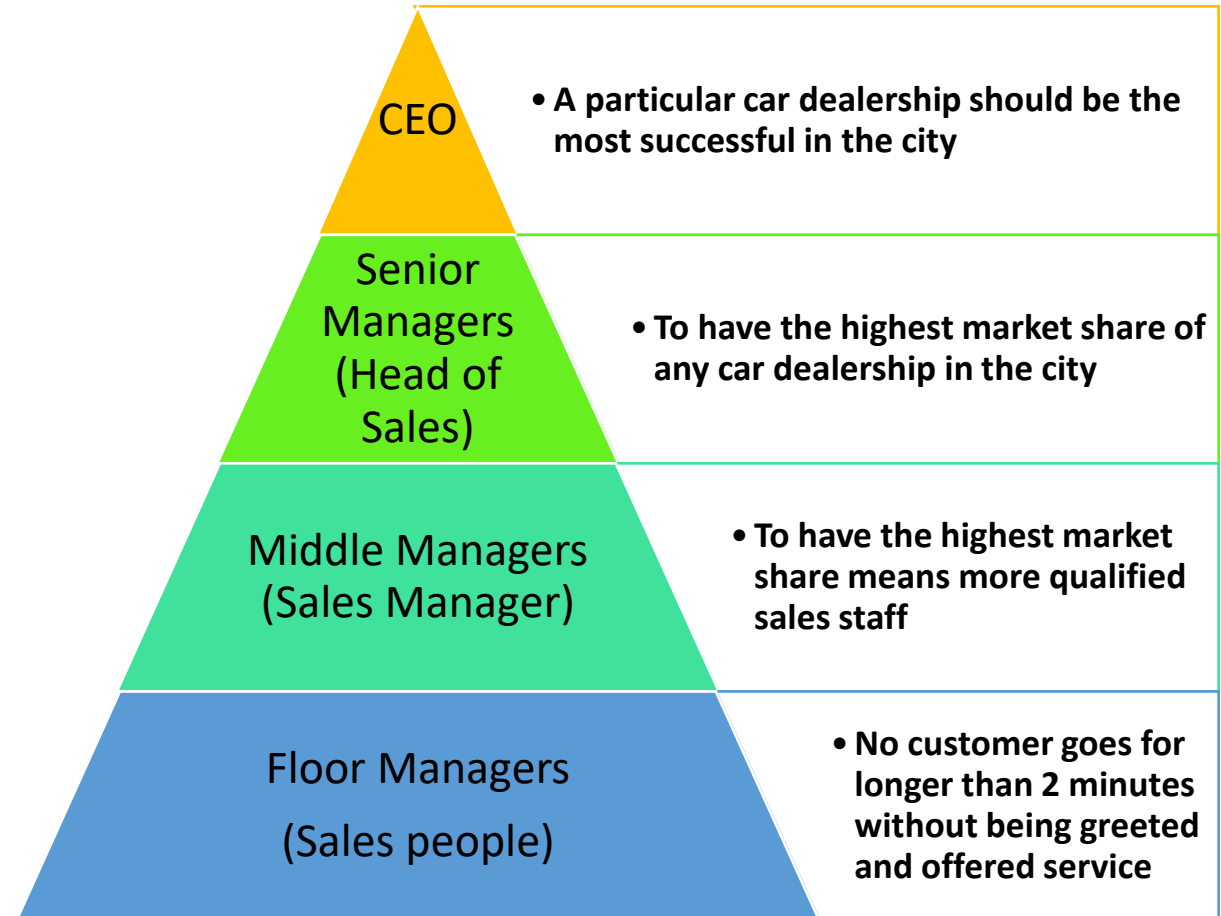 CEO
• A particular car dealership should be the
most successful in the city
Senior
Managers
(Head of
Sales)
• To have the highest market share of
any car dealership in the city
Middle Managers
(Sales Manager)
• To have the highest market
share means more qualified
sales staff
Floor Managers
(Sales people)
• No customer goes for
longer than 2 minutes
without being greeted
and offered service